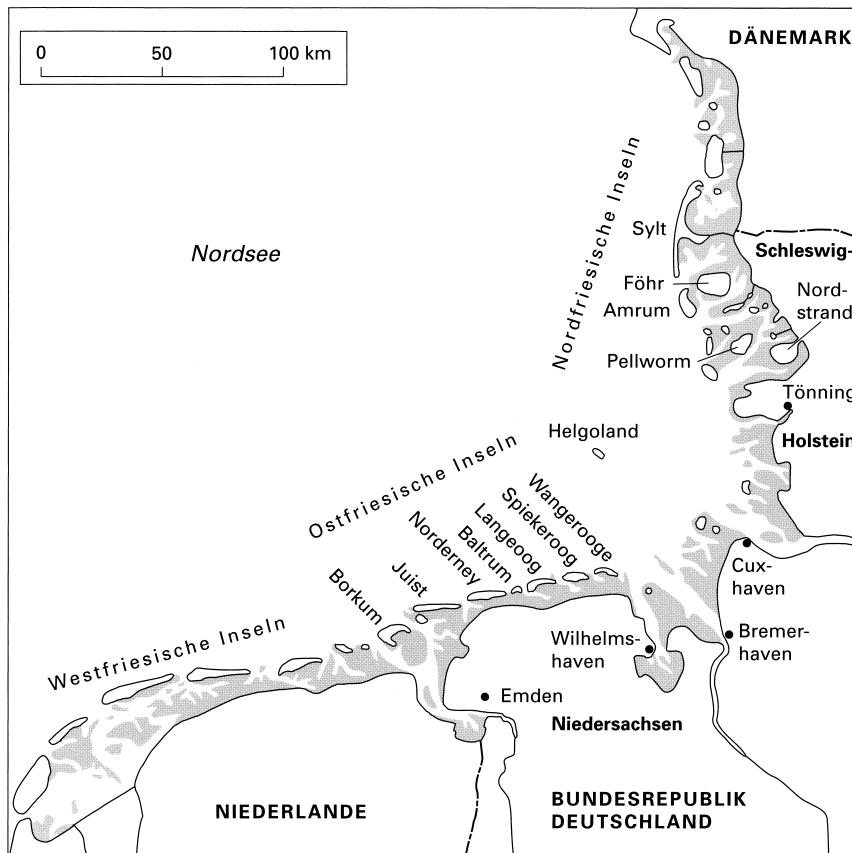 0 50 100 km
DÄNEMARK
Nordsee
Nordfriesische Inseln
Sylt
Schleswig-
Föhr
Amrum
Nord-
strand
Pellworm
Tönning
Holstein
Helgoland
Ostfriesische Inseln
Wangerooge
Spiekeroog
Langeoog
Baltrum
Norderney
Juist
Borkum
Westfriesische Inseln
Cux-
haven
Bremer-
haven
Wilhelms-
haven
Emden
Niedersachsen
NIEDERLANDE
BUNDESREPUBLIK
DEUTSCHLAND